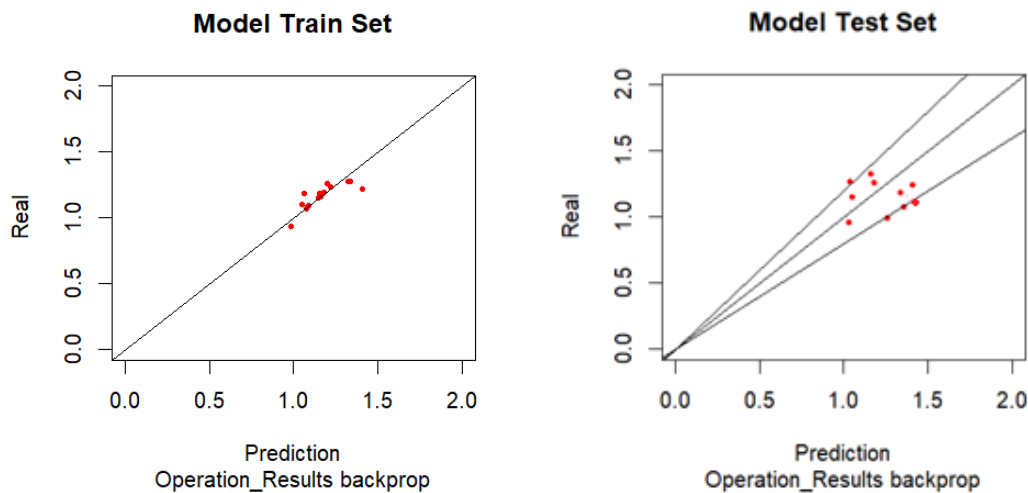 Model Train Set
Real
2.0
1.5
1.0
0.5
0.0
0.0 0.5 1.0 1.5 2.0
Prediction
Operation_Results backprop
Model Test Set
Real
2.0
1.5
1.0
0.5
0.0
0.0 0.5 1.0 1.5 2.0
Prediction
Operation_Results backprop